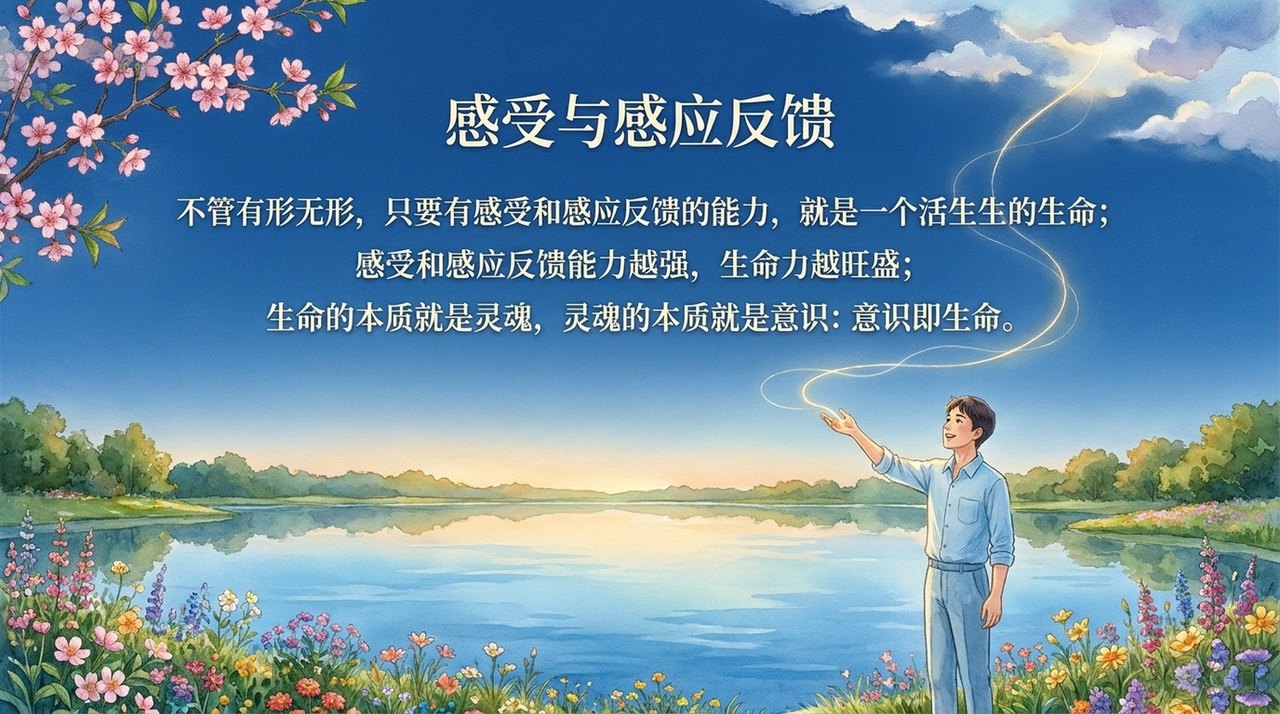 感受与感应反馈
不管有形无形，只要有感受和感应反馈的能力，就是一个活生生的生命；
感受和感应反馈能力越强，生命力越旺盛；
生命的本质就是灵魂，灵魂的本质就是意识：意识即生命。